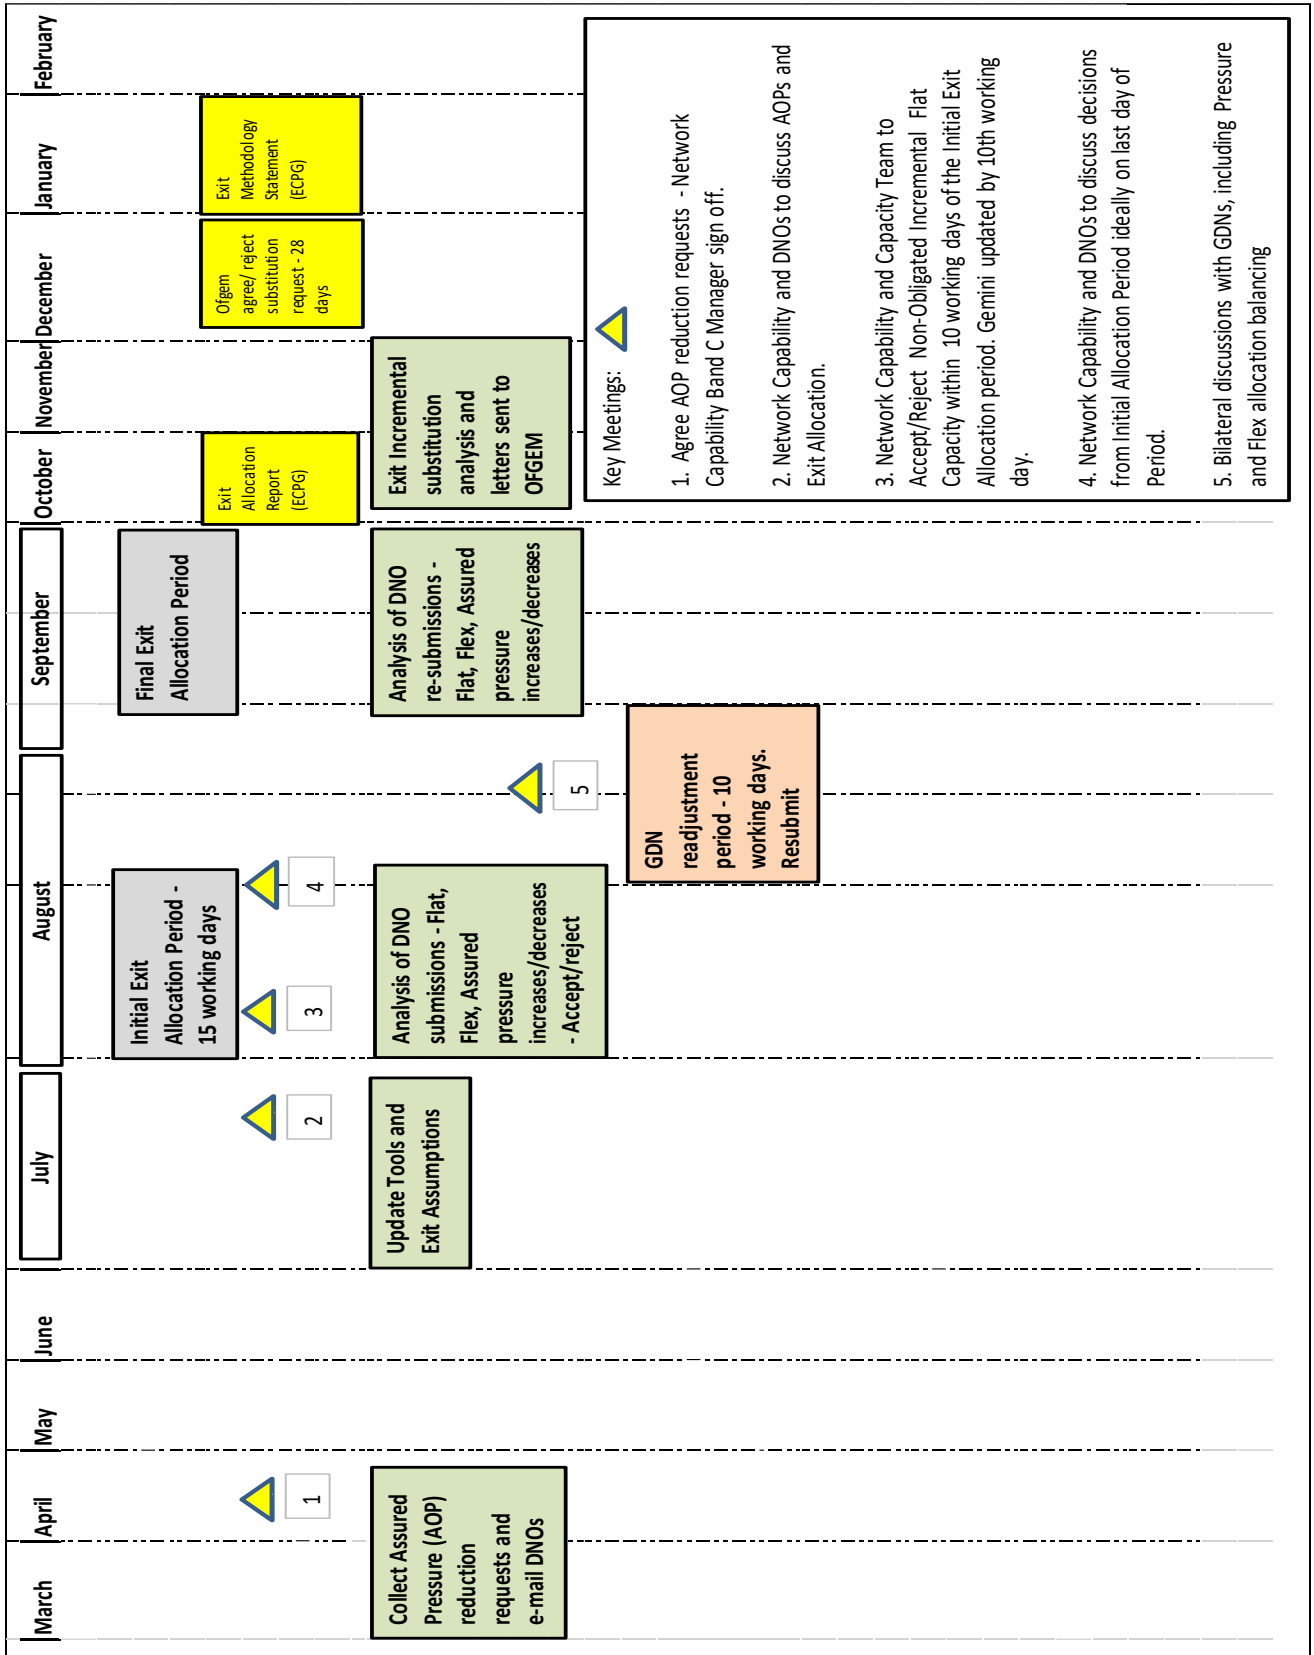 March
April
May
June
July
August
September
October
November
December
January
February
Initial Exit
Allocation Period -
15 working days
Final Exit
Allocation Period
Exit
Allocation
Report
(ECPG)
Ofgem
agree/ reject
substitution
request - 28
days
Exit
Methodology
Statement
(ECPG)
1
2
3
4
5
Collect Assured
Pressure (AOP)
reduction
requests and
e-mail DNOs
Update Tools and
Exit Assumptions
Analysis of DNO
submissions - Flat,
Flex, Assured
pressure
increases/decreases
- Accept/reject
Analysis of DNO
re-submissions -
Flat, Flex, Assured
pressure
increases/decreases
Exit Incremental
substitution
analysis and
letters sent to
OFGEM
GDN
readjustment
period - 10
working days.
Resubmit
Key Meetings:
1. Agree AOP reduction requests - Network
Capability Band C Manager sign off.
2. Network Capability and DNOs to discuss AOPs and
Exit Allocation.
3. Network Capability and Capacity Team to
Accept/Reject Non-Obligated Incremental Flat
Capacity within 10 working days of the Initial Exit
Allocation period. Gemini updated by 10th working
day.
4. Network Capability and DNOs to discuss decisions
from Initial Allocation Period ideally on last day of
Period.
5. Bilateral discussions with GDNs, including Pressure
and Flex allocation balancing